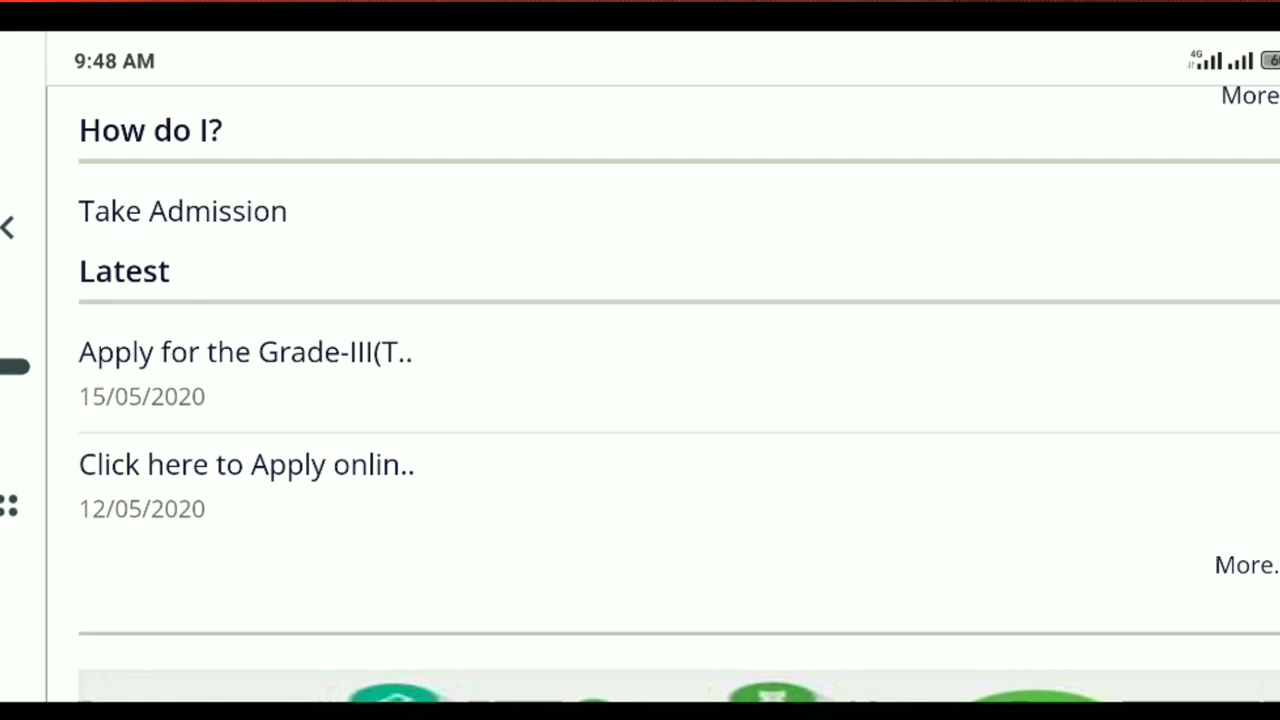 9:48 AM
4G
More
How do I?
Take Admission
Latest
Apply for the Grade-III(T..
15/05/2020
Click here to Apply onlin..
12/05/2020
More.